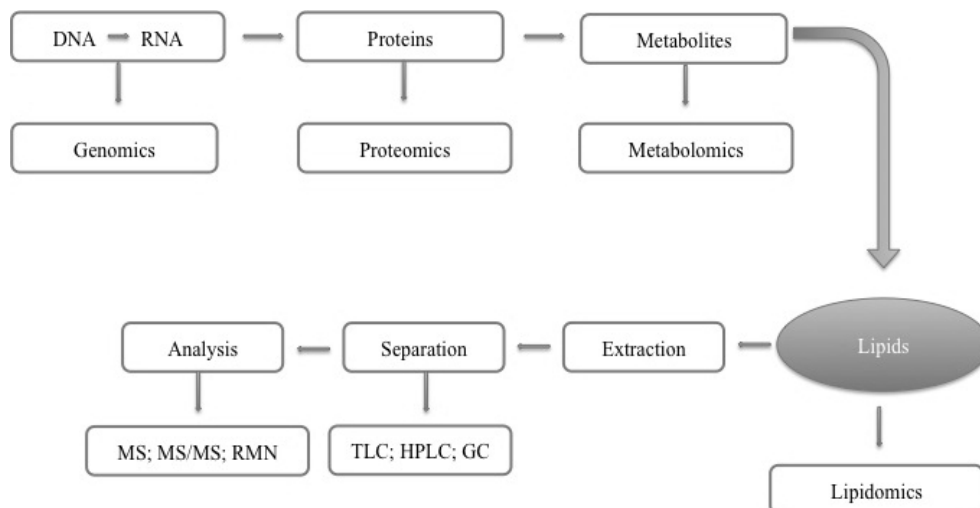 DNA RNA
Proteins
Metabolites
Genomics
Proteomics
Metabolomics
Analysis
Separation
Extraction
Lipids
MS; MS/MS; RMN
TLC; HPLC; GC
Lipidomics